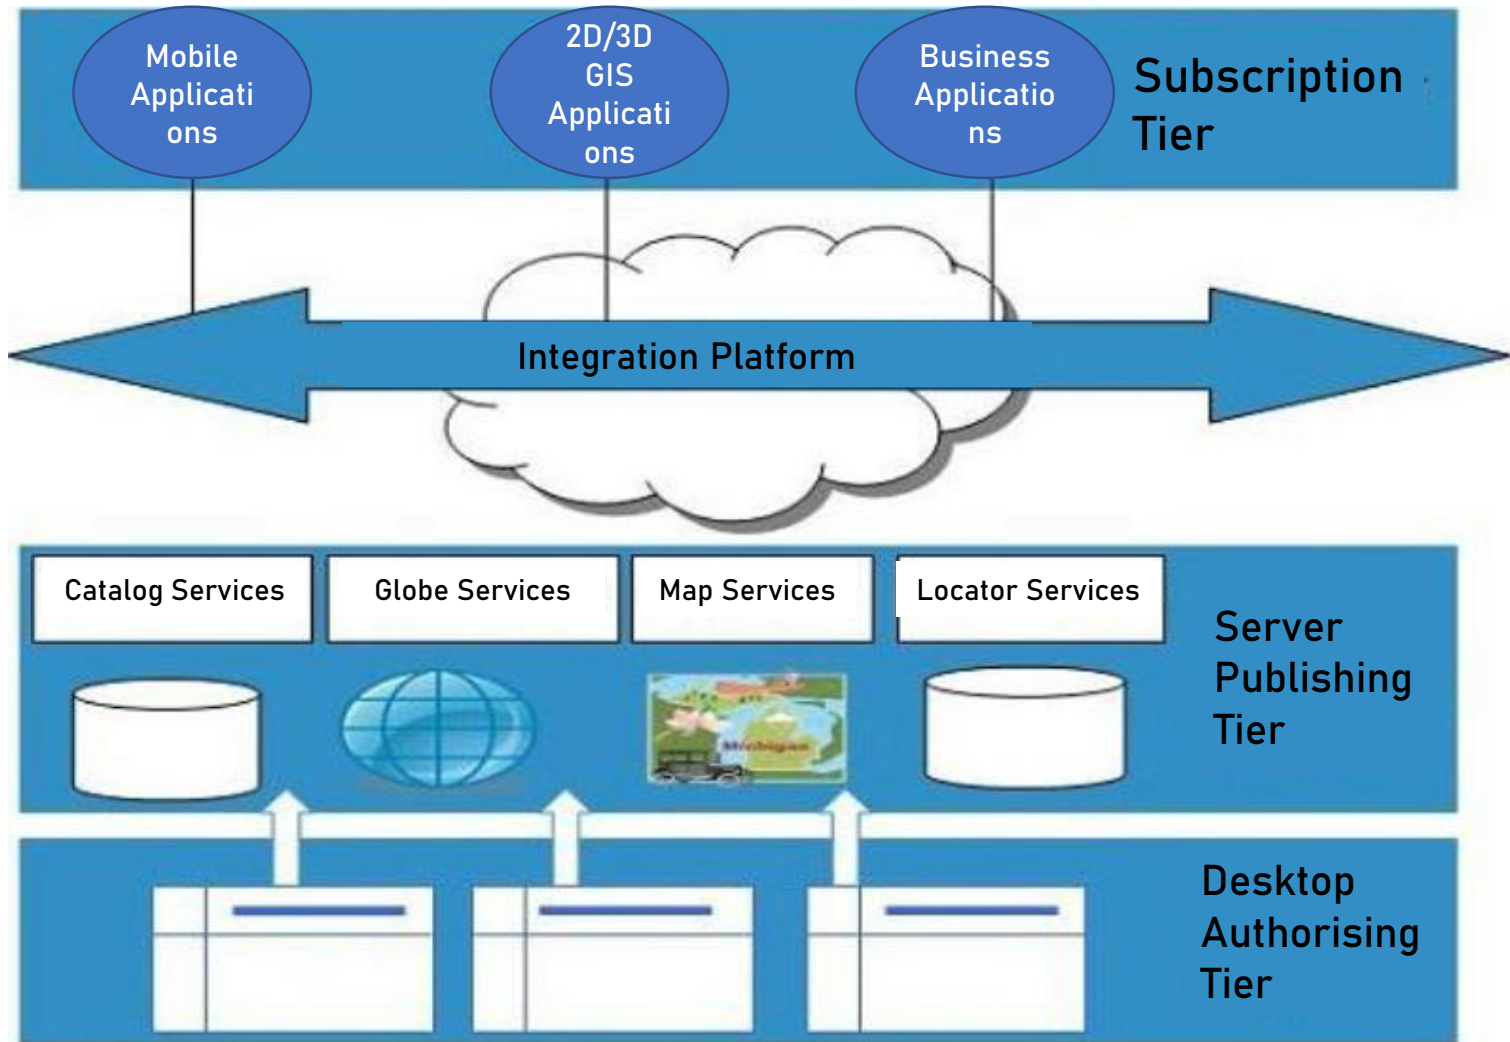 Mobile
Applicati
ons
2D/3D
GIS
Applicati
ons
Business
Applicatio
ns
Subscription
Tier
Integration Platform
Catalog Services
Globe Services
Map Services
Locator Services
Michigan
Server
Publishing
Tier
Desktop
Authorising
Tier